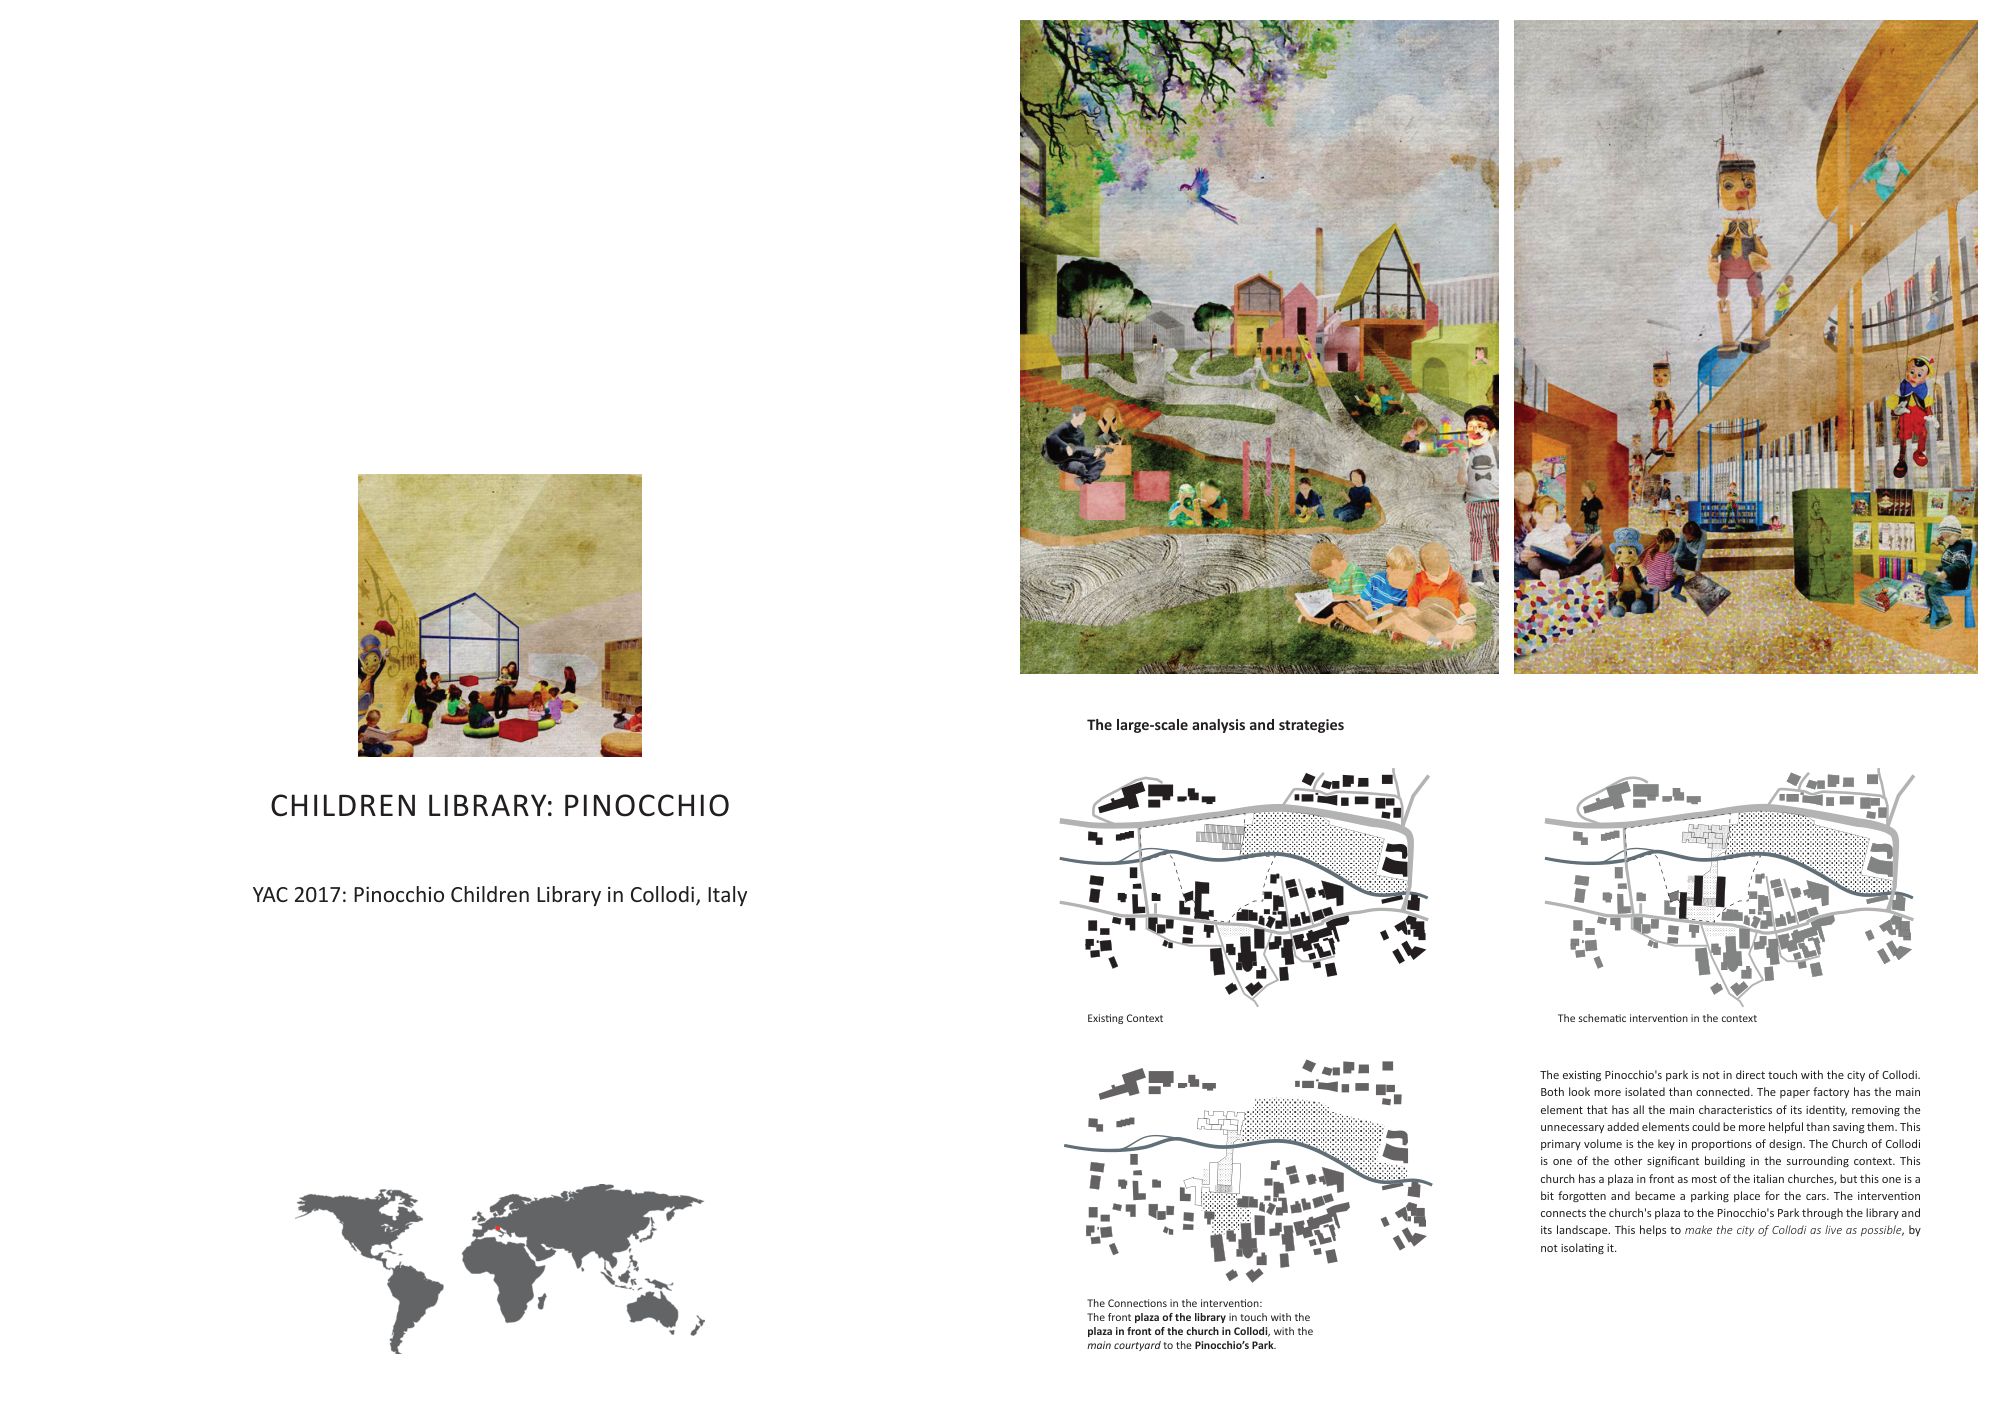 CHILDREN LIBRARY: PINOCCHIO
YAC 2017: Pinocchio Children Library in Collodi, Italy
The large-scale analysis and strategies
Existing Context
The schematic intervention in the context
The Connections in the intervention:
The front plaza of the library in touch with the
plaza in front of the church in Collodi, with the
main courtyard to the Pinocchio's Park.
The existing Pinocchio's park is not in direct touch with the city of Collodi.
Both look more isolated than connected. The paper factory has the main
element that has all the main characteristics of its identity, removing the
unnecessary added elements could be more helpful than saving them. This
primary volume is the key in proportions of design. The Church of Collodi
is one of the other significant building in the surrounding context. This
church has a plaza in front as most of the italian churches, but this one is a
bit forgotten and became a parking place for the cars. The intervention
connects the church's plaza to the Pinocchio's Park through the library and
its landscape. This helps to make the city of Collodi as live as possible, by
not isolating it.